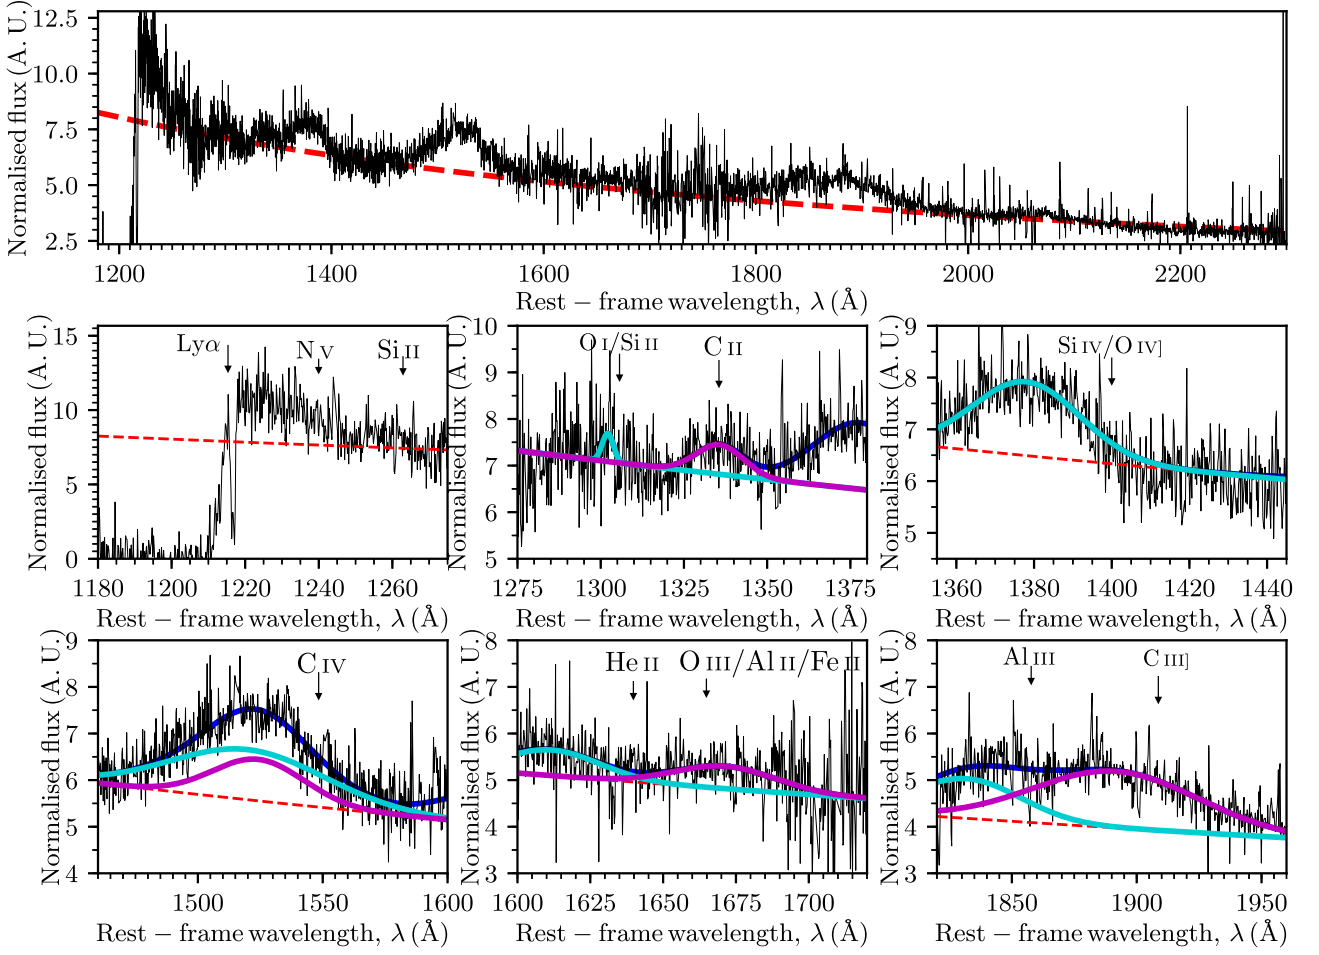 Normalised flux (A. U.)
12.5
10.0
7.5
5.0
2.5
1200 1400 1600 1800 2000 2200
Rest − frame wavelength, λ (Å)
Normalised flux (A. U.)
15
10
5
0
Lyα N V Si II
1180 1200 1220 1240 1260
Rest − frame wavelength, λ (Å)
Normalised flux (A. U.)
10
9
8
7
6
5
O I/Si II C II
1275 1300 1325 1350 1375
Rest − frame wavelength, λ (Å)
Normalised flux (A. U.)
9
8
7
6
5
Si IV/O IV]
1360 1380 1400 1420 1440
Rest − frame wavelength, λ (Å)
Normalised flux (A. U.)
9
8
7
6
5
4
C IV
1500 1550 1600
Rest − frame wavelength, λ (Å)
Normalised flux (A. U.)
8
7
6
5
4
3
He II O III/Al II/Fe II
1600 1625 1650 1675 1700
Rest − frame wavelength, λ (Å)
Normalised flux (A. U.)
8
7
6
5
4
3
Al III C III]
1850 1900 1950
Rest − frame wavelength, λ (Å)